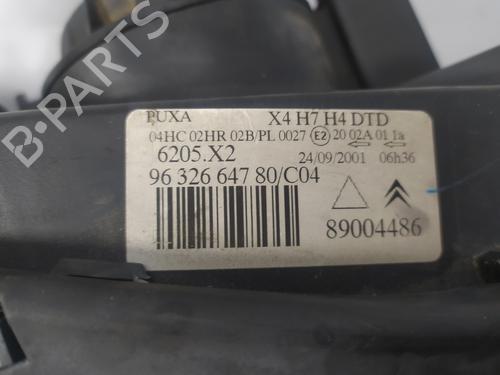 PUXA X4 H7 H4 DTD
04HC 02HR 02B/PL 0027 E2 20 02A 01 1a
6205.X2 24/09/2001 06h36
96 326 647 80/C04
89004486
B-PARTS